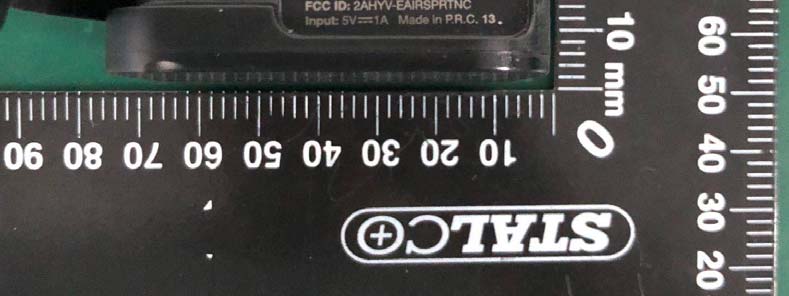 FCC ID: 2AHYV-EAIRSPRTNC
Input: 5V⎓1A Made in P.R.C. 13.
10 mm
0
60 50 40 30 20
90 80 70 60 50 40 30 20 10
STALCO